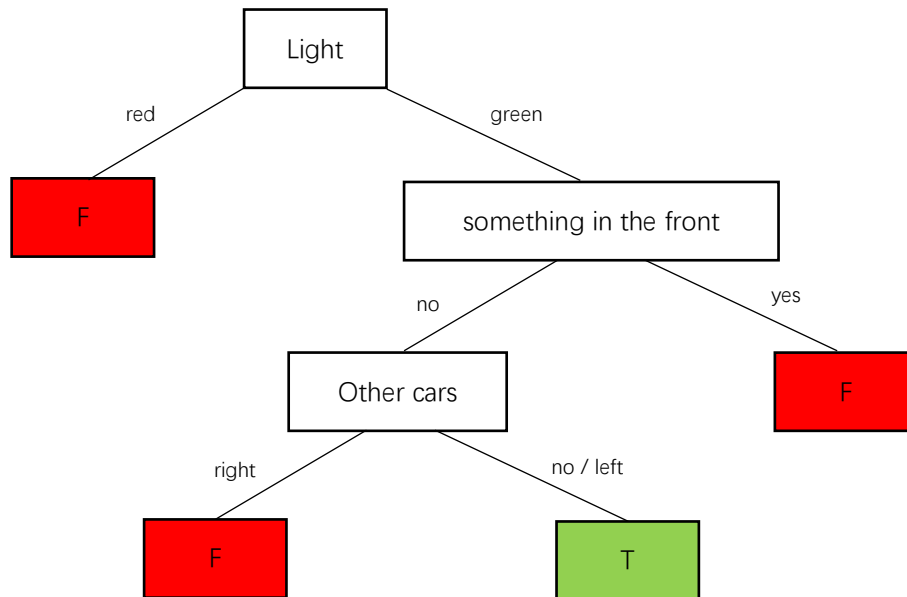 Light
red
green
F
something in the front
no
yes
Other cars
F
right
no / left
F
T